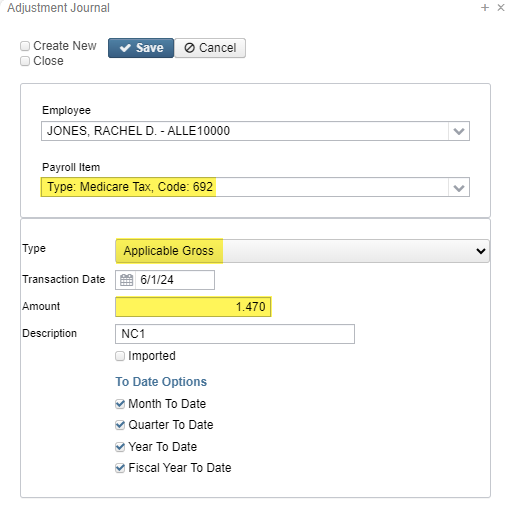 Adjustment Journal
Create New
Close
Save
Cancel
Employee
JONES, RACHEL D. - ALLE10000
Payroll Item
Type: Medicare Tax, Code: 692
Type
Applicable Gross
Transaction Date
6/1/24
Amount
1.470
Description
NC1
Imported
To Date Options
Month To Date
Quarter To Date
Year To Date
Fiscal Year To Date